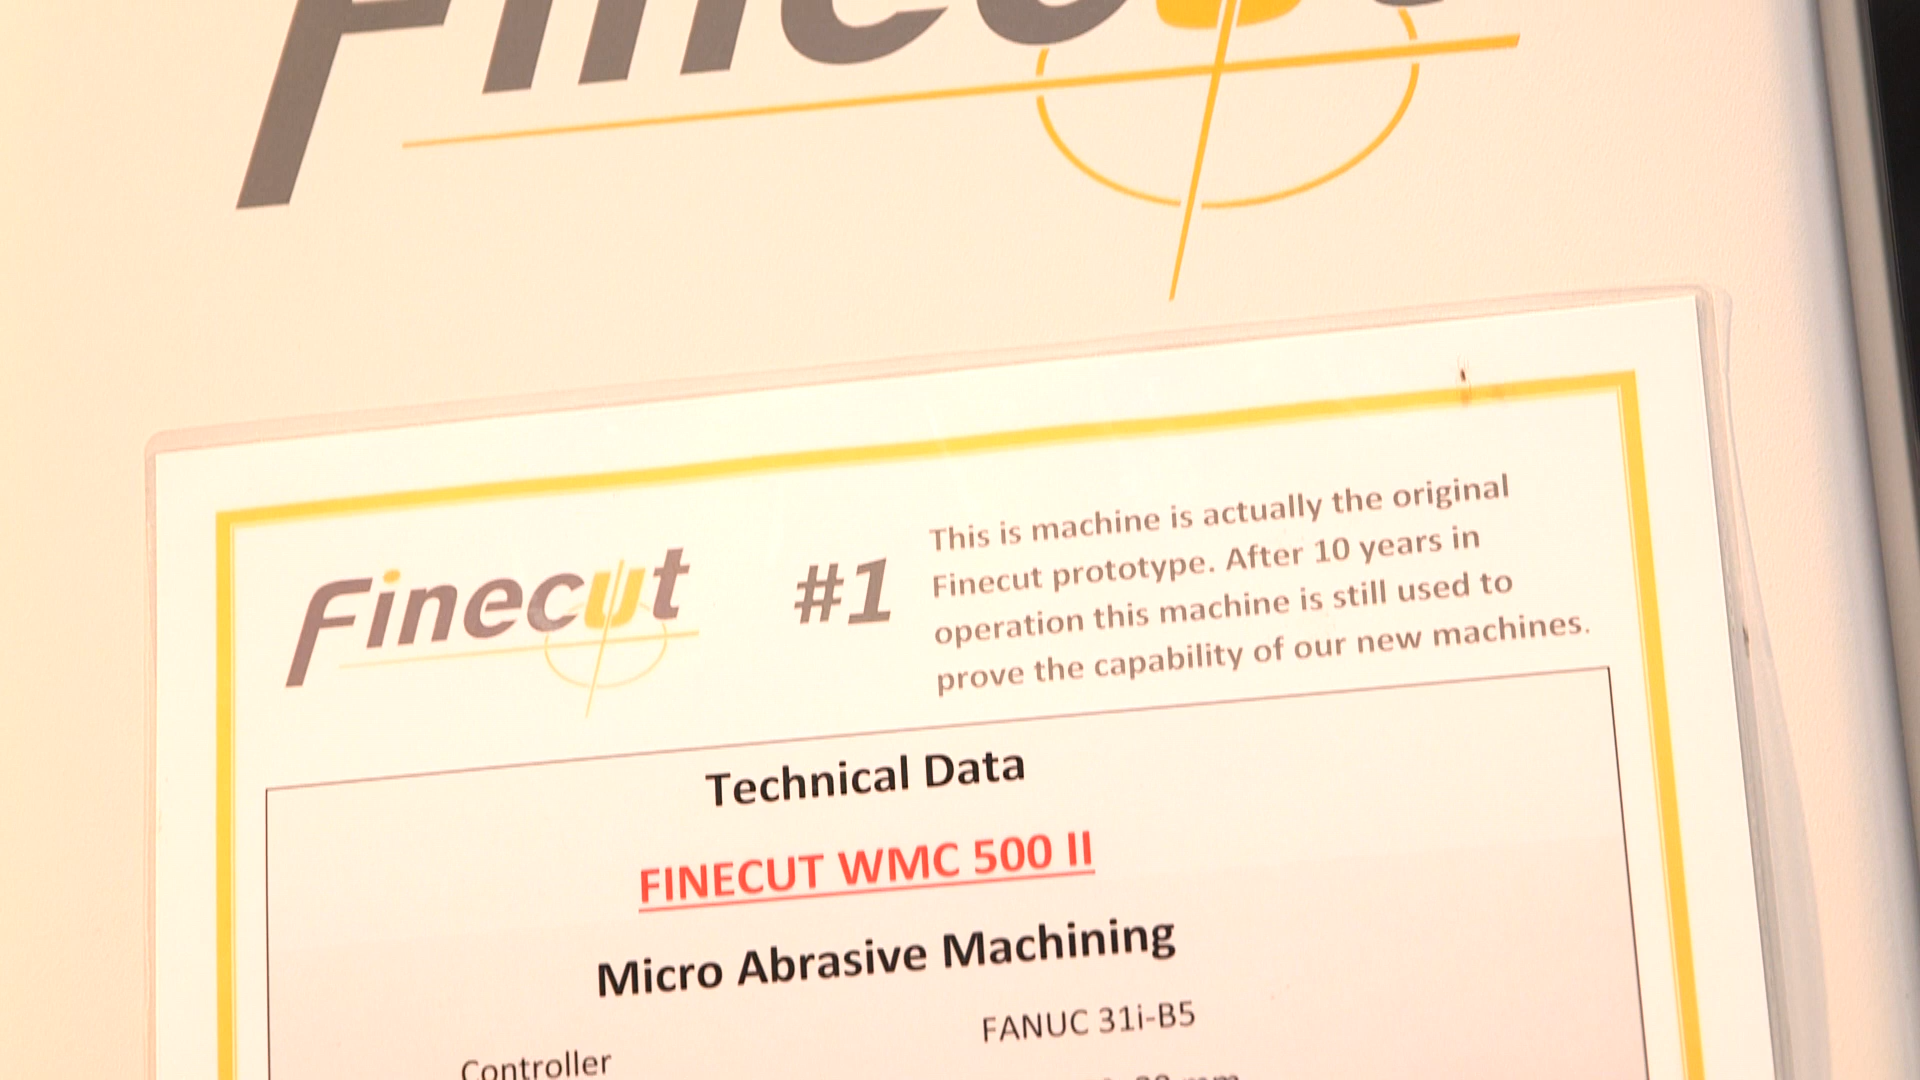 Finecut
Finecut #1
This is machine is actually the original
Finecut prototype. After 10 years in
operation this machine is still used to
prove the capability of our new machines.
Technical Data
FINECUT WMC 500 II
Micro Abrasive Machining
Controller FANUC 31i-B5